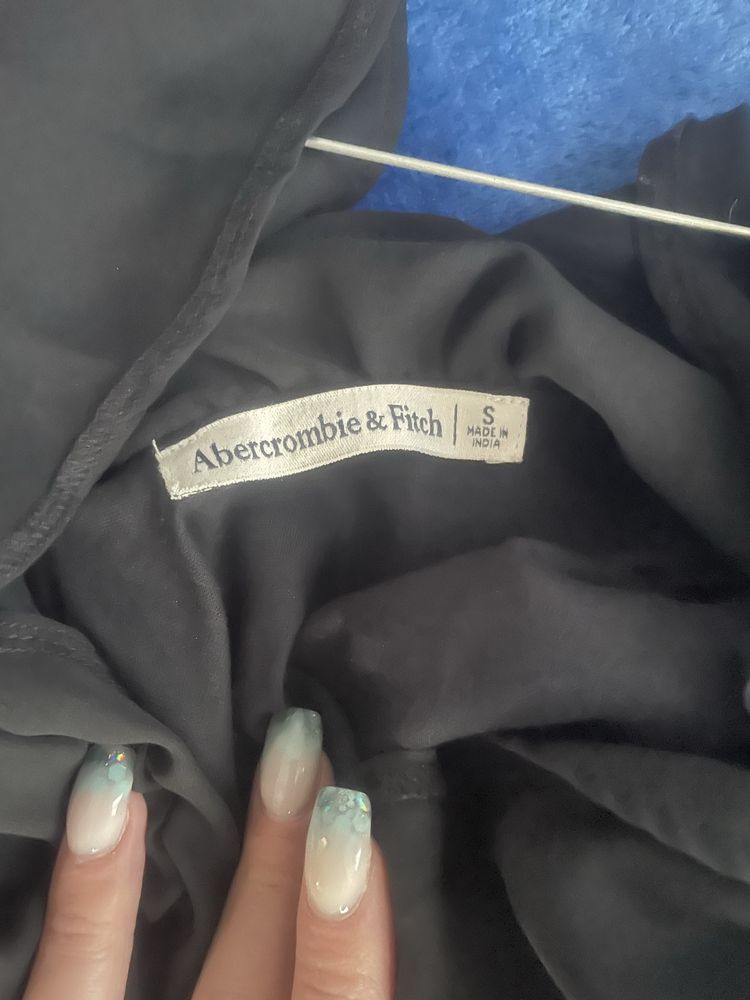 Abercrombie & Fitch
S
MADE IN
INDIA